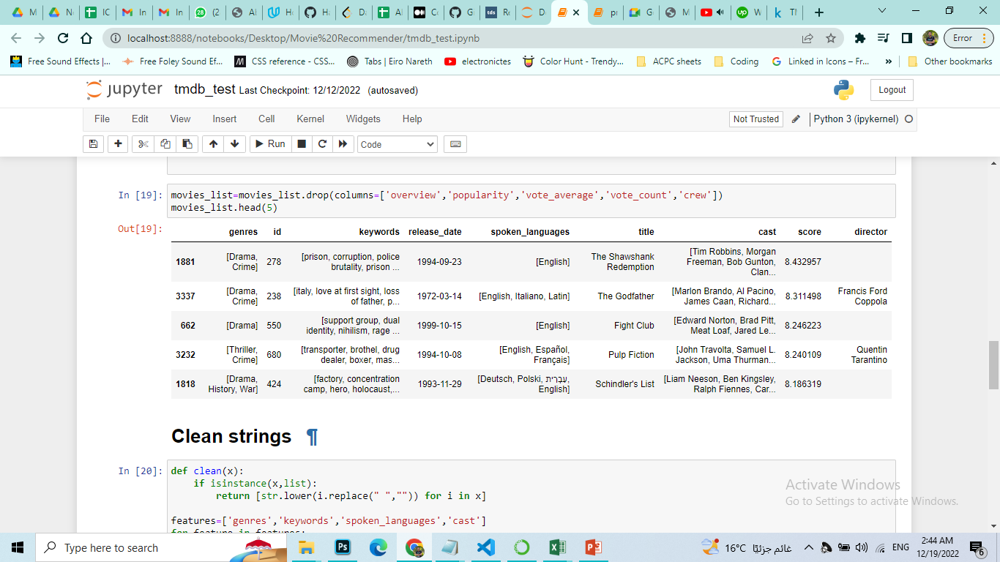 M
N
IC
In
In
(2
Al
H
Ha
Da
Al
Co
G
Re
D
pr
G
M
W
Th
localhost:8888/notebooks/Desktop/Movie%20Recommender/tmdb_test.ipynb
Error
Free Sound Effects |...
Free Foley Sound Ef...
CSS reference - CSS...
Tabs | Eiro Nareth
electronictes
Color Hunt - Trendy...
ACPC sheets
Coding
Linked in Icons – Fr...
»
Other bookmarks
jupyter tmdb_test Last Checkpoint: 12/12/2022 (autosaved)
Logout
File Edit View Insert Cell Kernel Widgets Help
Not Trusted
Python 3 (ipykernel)
Run
Code
In [19]:
movies_list=movies_list.drop(columns=['overview','popularity','vote_average','vote_count','crew'])
movies_list.head(5)
Out[19]:
genres id keywords release_date spoken_languages title cast score director
1881 [Drama, Crime] 278 [prison, corruption, police brutality, prison ... 1994-09-23 [English] The Shawshank Redemption [Tim Robbins, Morgan Freeman, Bob Gunton, Clan... 8.432957
3337 [Drama, Crime] 238 [italy, love at first sight, loss of father, p... 1972-03-14 [English, Italiano, Latin] The Godfather [Marlon Brando, Al Pacino, James Caan, Richard... 8.311498 Francis Ford Coppola
662 [Drama] 550 [support group, dual identity, nihilism, rage ... 1999-10-15 [English] Fight Club [Edward Norton, Brad Pitt, Meat Loaf, Jared Le... 8.246223
3232 [Thriller, Crime] 680 [transporter, brothel, drug dealer, boxer, mas... 1994-10-08 [English, Español, Français] Pulp Fiction [John Travolta, Samuel L. Jackson, Uma Thurman... 8.240109 Quentin Tarantino
1818 [Drama, History, War] 424 [factory, concentration camp, hero, holocaust,... 1993-11-29 [Deutsch, Polski, עִבְרִית, English] Schindler's List [Liam Neeson, Ben Kingsley, Ralph Fiennes, Car... 8.186319
Clean strings ¶
In [20]:
def clean(x):
    if isinstance(x,list):
        return [str.lower(i.replace(" ","")) for i in x]
features=['genres','keywords','spoken_languages','cast']
for feature in features:
Activate Windows
Go to Settings to activate Windows.
Type here to search
16°C غائم جزئيًا
ENG
2:44 AM
12/19/2022
6